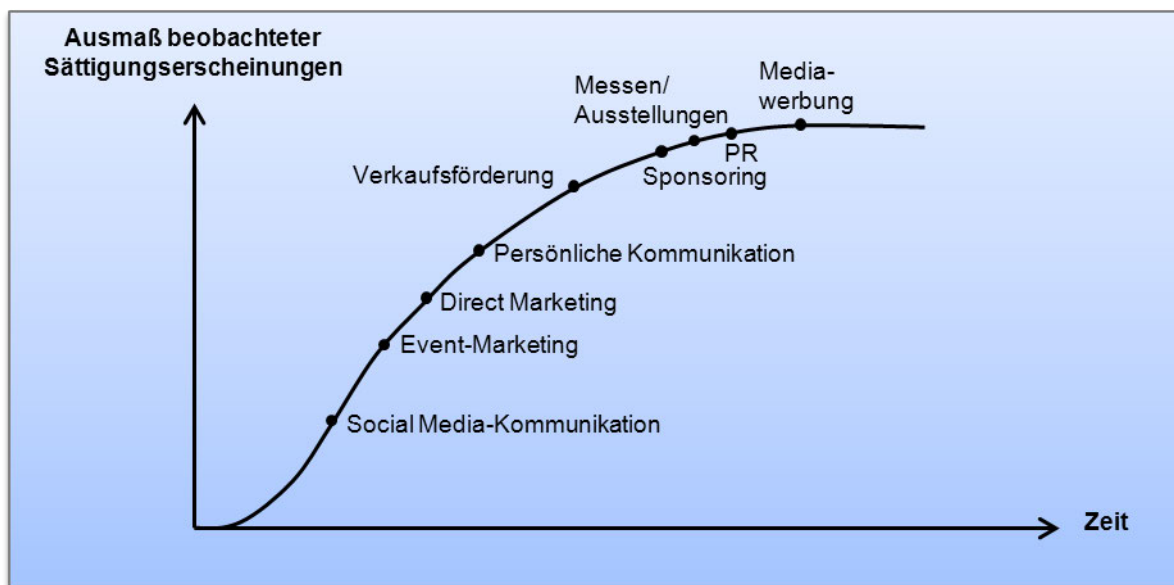 Ausmaß beobachteter
Sättigungserscheinungen
Media-
werbung
Messen/
Ausstellungen
PR
Sponsoring
Verkaufsförderung
Persönliche Kommunikation
Direct Marketing
Event-Marketing
Social Media-Kommunikation
Zeit